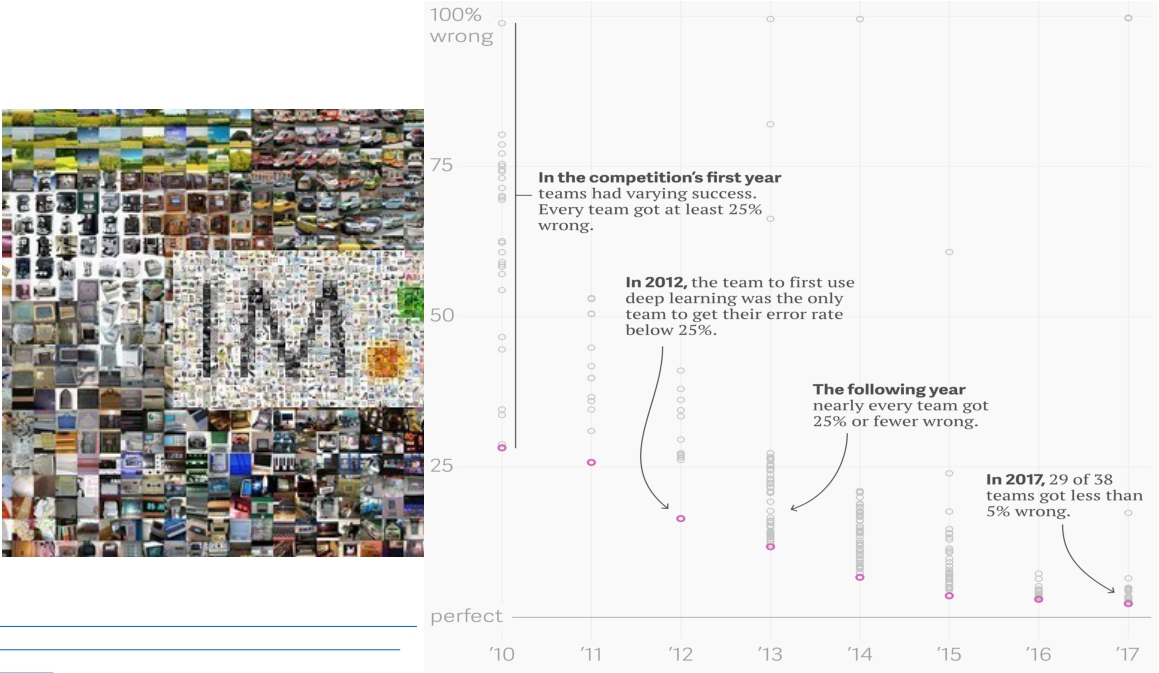 100%
wrong
75
In the competition's first year
teams had varying success.
Every team got at least 25%
wrong.
In 2012, the team to first use
deep learning was the only
team to get their error rate
below 25%.
50
The following year
nearly every team got
25% or fewer wrong.
25
In 2017, 29 of 38
teams got less than
5% wrong.
perfect
'10 '11 '12 '13 '14 '15 '16 '17
IM